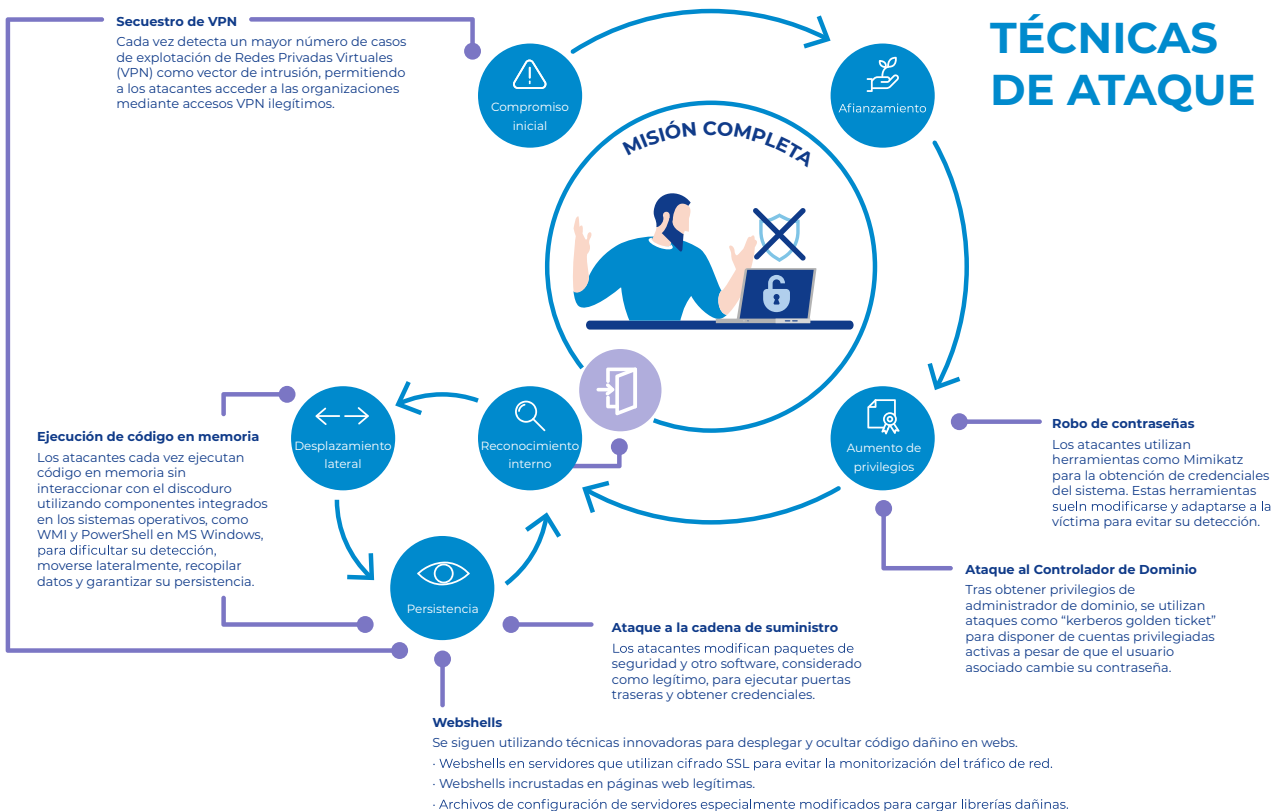 TÉCNICAS
DE ATAQUE
Secuestro de VPN
Cada vez detecta un mayor número de casos
de explotación de Redes Privadas Virtuales
(VPN) como vector de intrusión, permitiendo
a los atacantes acceder a las organizaciones
mediante accesos VPN ilegítimos.
Compromiso
inicial
Afianzamiento
MISIÓN COMPLETA
Desplazamiento
lateral
Reconocimiento
interno
Aumento de
privilegios
Persistencia
Ejecución de código en memoria
Los atacantes cada vez ejecutan
código en memoria sin
interaccionar con el discoduro
utilizando componentes integrados
en los sistemas operativos, como
WMI y PowerShell en MS Windows,
para dificultar su detección,
moverse lateralmente, recopilar
datos y garantizar su persistencia.
Robo de contraseñas
Los atacantes utilizan
herramientas como Mimikatz
para la obtención de credenciales
del sistema. Estas herramientas
sueln modificarse y adaptarse a la
víctima para evitar su detección.
Ataque al Controlador de Dominio
Tras obtener privilegios de
administrador de dominio, se utilizan
ataques como “kerberos golden ticket”
para disponer de cuentas privilegiadas
activas a pesar de que el usuario
asociado cambie su contraseña.
Ataque a la cadena de suministro
Los atacantes modifican paquetes de
seguridad y otro software, considerado
como legítimo, para ejecutar puertas
traseras y obtener credenciales.
Webshells
Se siguen utilizando técnicas innovadoras para desplegar y ocultar código dañino en webs.
· Webshells en servidores que utilizan cifrado SSL para evitar la monitorización del tráfico de red.
· Webshells incrustadas en páginas web legítimas.
· Archivos de configuración de servidores especialmente modificados para cargar librerías dañinas.